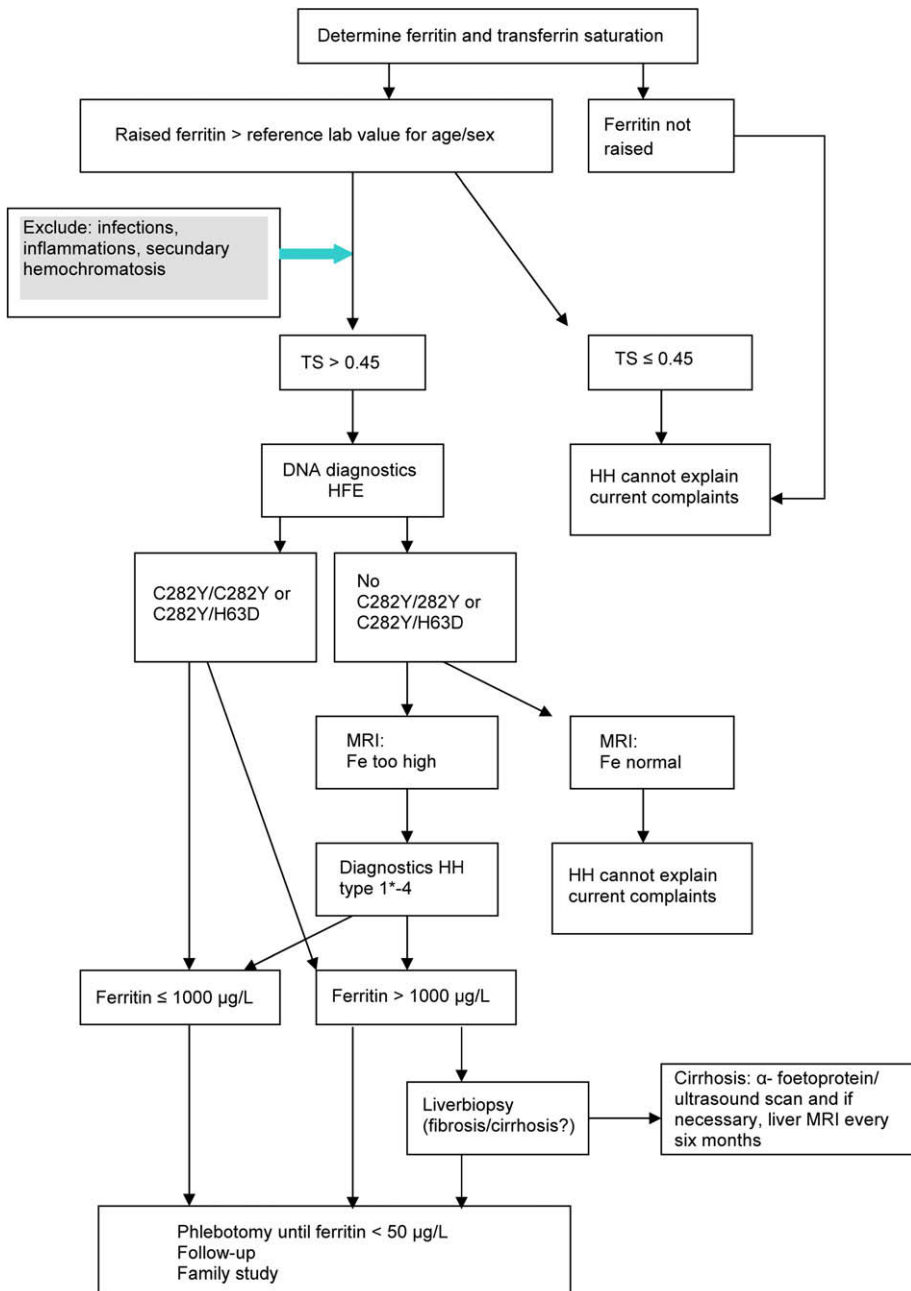 Determine ferritin and transferrin saturation
Raised ferritin > reference lab value for age/sex
Ferritin not
raised
Exclude: infections,
inflammations, secundary
hemochromatosis
TS > 0.45
TS ≤ 0.45
DNA diagnostics
HFE
HH cannot explain
current complaints
C282Y/C282Y or
C282Y/H63D
No
C282Y/282Y or
C282Y/H63D
MRI:
Fe too high
MRI:
Fe normal
Diagnostics HH
type 1*-4
HH cannot explain
current complaints
Ferritin ≤ 1000 µg/L
Ferritin > 1000 µg/L
Liverbiopsy
(fibrosis/cirrhosis?)
Cirrhosis: α- foetoprotein/
ultrasound scan and if
necessary, liver MRI every
six months
Phlebotomy until ferritin < 50 µg/L
Follow-up
Family study